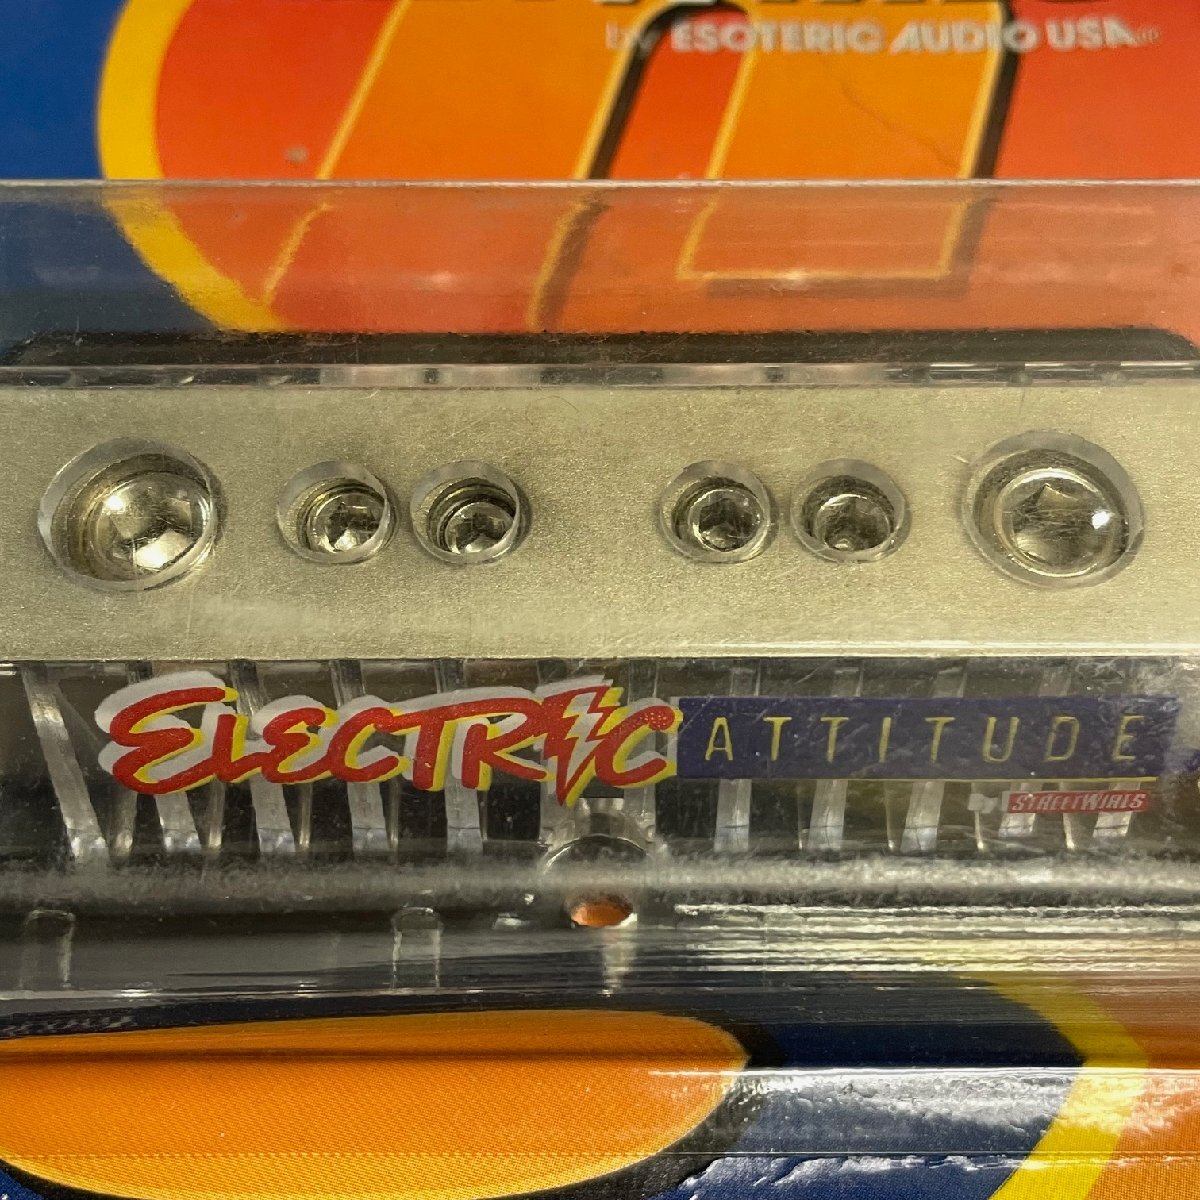 by ESOTERIC AUDIO USA
ELECTRIC ATTITUDE
STREETWIRES